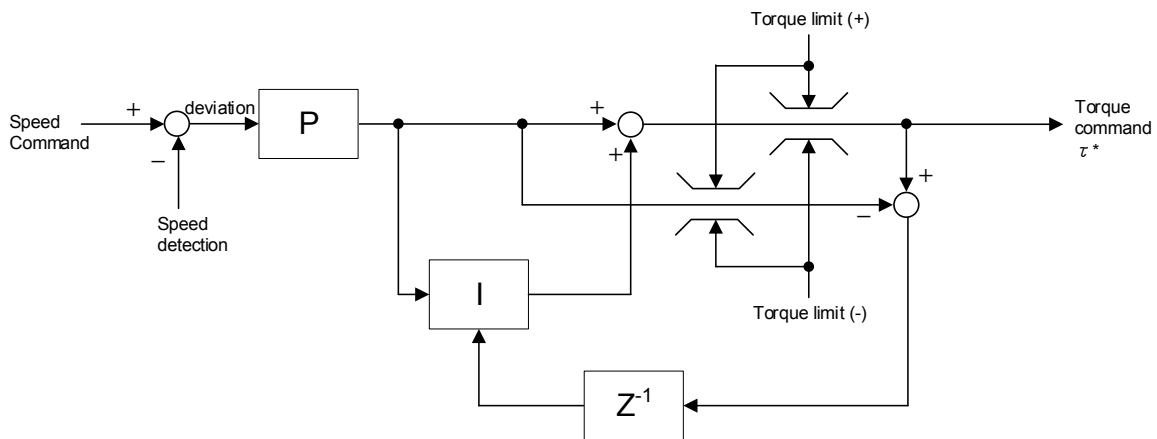 Torque limit (+)
Speed
Command
+
−
deviation
P
+
+
Torque
command
τ *
+
−
Speed
detection
I
Torque limit (-)
Z-1